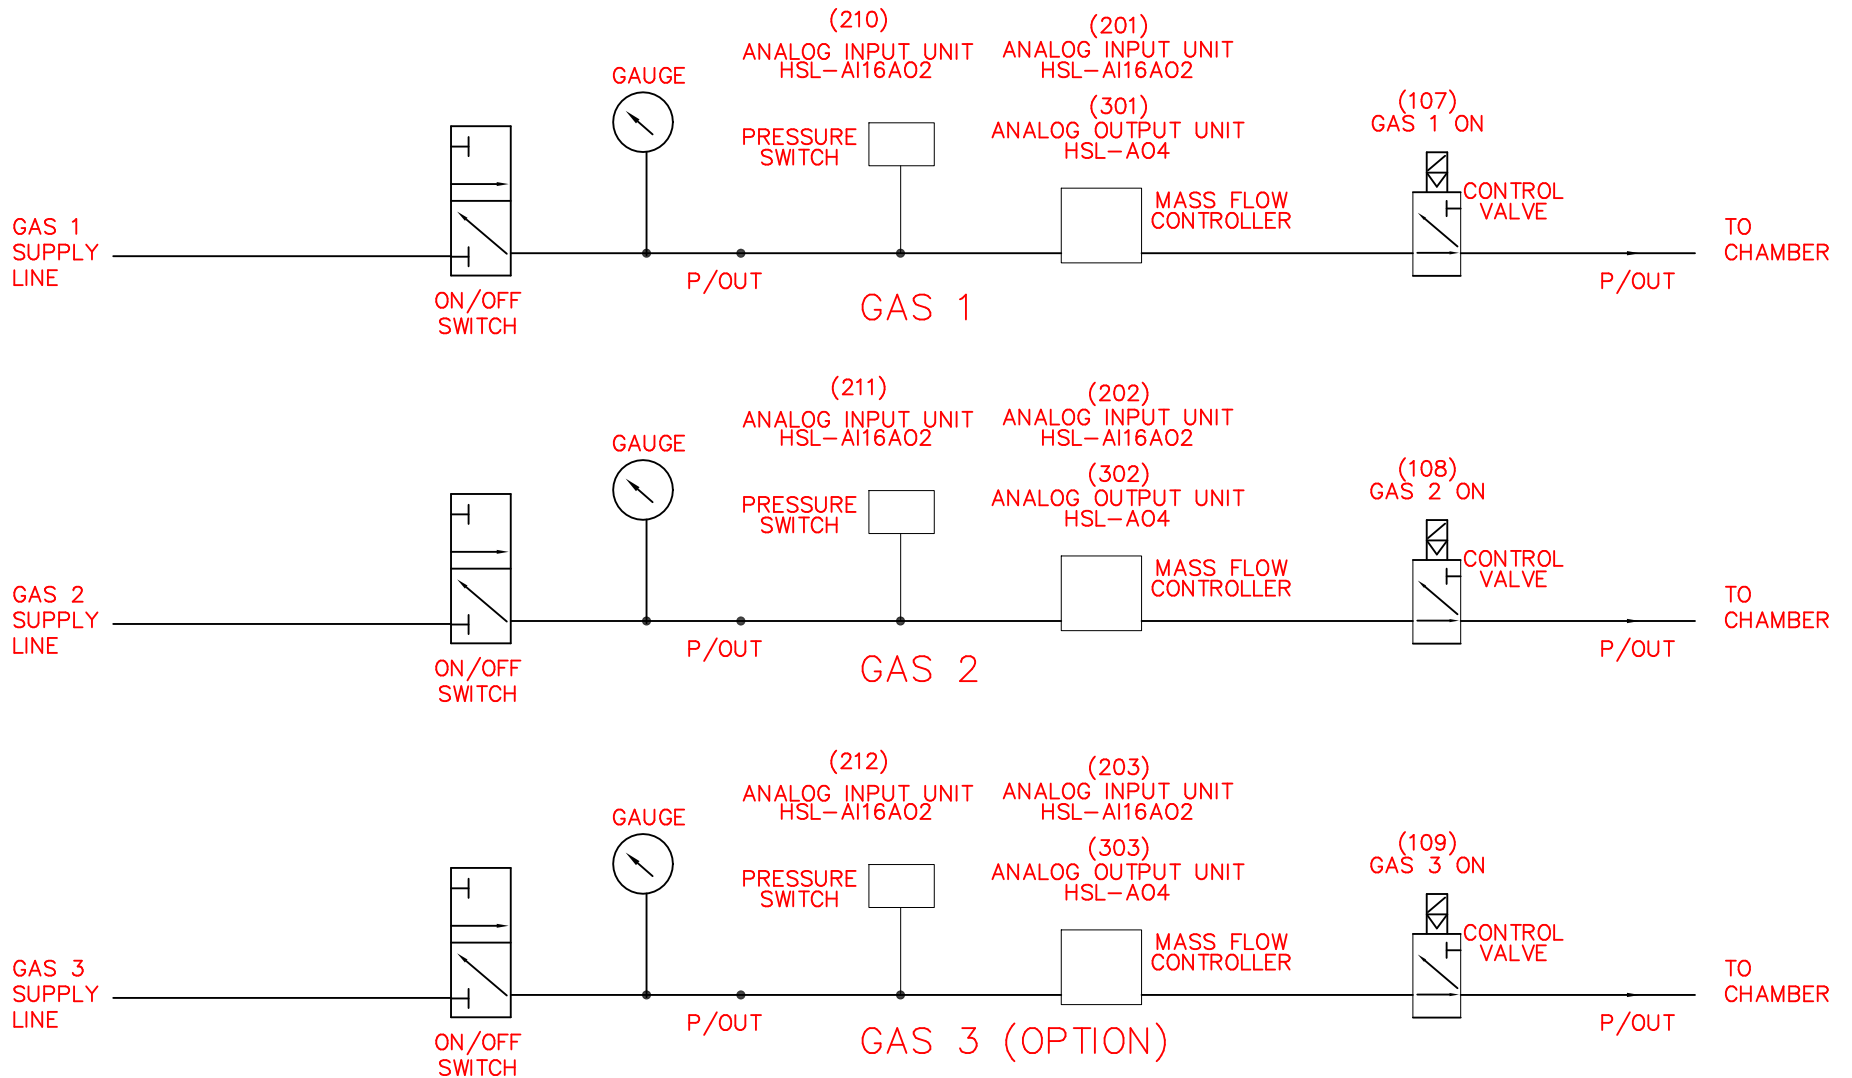 (210)
ANALOG INPUT UNIT
HSL-AI16AO2
(201)
ANALOG INPUT UNIT
HSL-AI16AO2
GAUGE
(301)
ANALOG OUTPUT UNIT
HSL-AO4
(107)
GAS 1 ON
PRESSURE
SWITCH
MASS FLOW
CONTROLLER
CONTROL
VALVE
GAS 1
SUPPLY
LINE
TO
CHAMBER
ON/OFF
SWITCH
P/OUT
GAS 1
P/OUT
(211)
ANALOG INPUT UNIT
HSL-AI16AO2
(202)
ANALOG INPUT UNIT
HSL-AI16AO2
GAUGE
(302)
ANALOG OUTPUT UNIT
HSL-AO4
(108)
GAS 2 ON
PRESSURE
SWITCH
MASS FLOW
CONTROLLER
CONTROL
VALVE
GAS 2
SUPPLY
LINE
TO
CHAMBER
ON/OFF
SWITCH
P/OUT
GAS 2
P/OUT
(212)
ANALOG INPUT UNIT
HSL-AI16AO2
(203)
ANALOG INPUT UNIT
HSL-AI16AO2
GAUGE
(303)
ANALOG OUTPUT UNIT
HSL-AO4
(109)
GAS 3 ON
PRESSURE
SWITCH
MASS FLOW
CONTROLLER
CONTROL
VALVE
GAS 3
SUPPLY
LINE
TO
CHAMBER
ON/OFF
SWITCH
P/OUT
GAS 3 (OPTION)
P/OUT